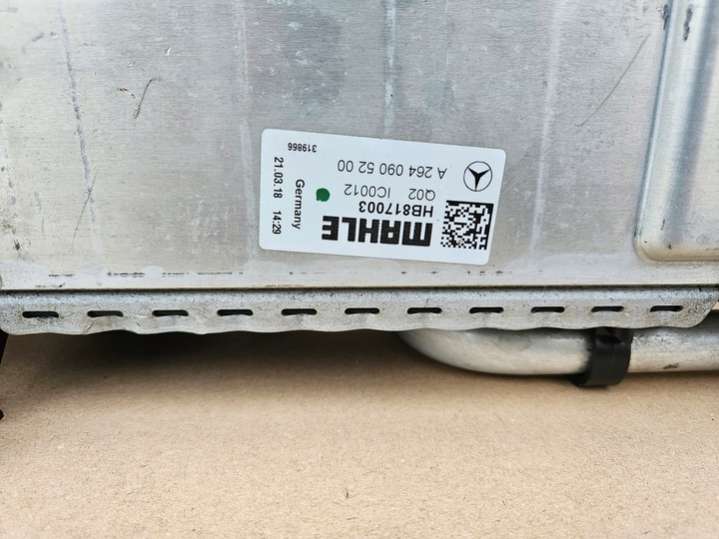 MAHLE
HB817003
Q02 IC0012
A 264 090 52 00
Germany
21.03.18 14:29
319866